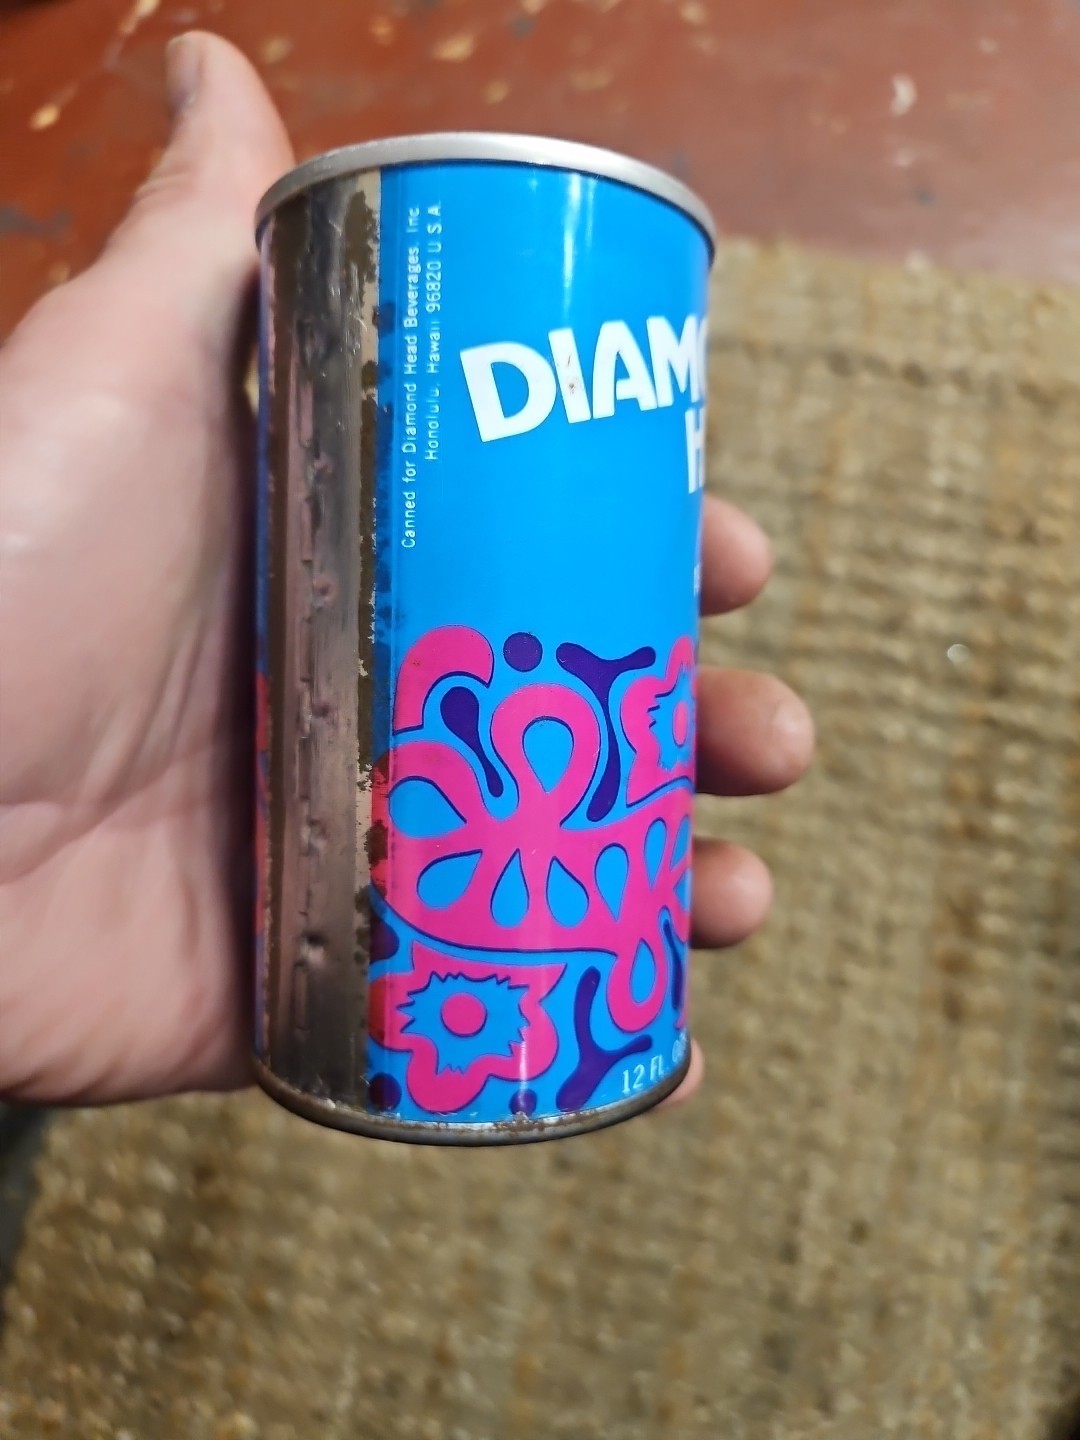 Canned for Diamond Head Beverages, Inc.
Honolulu, Hawaii 96820 U.S.A.
DIAM
H
12 FL.